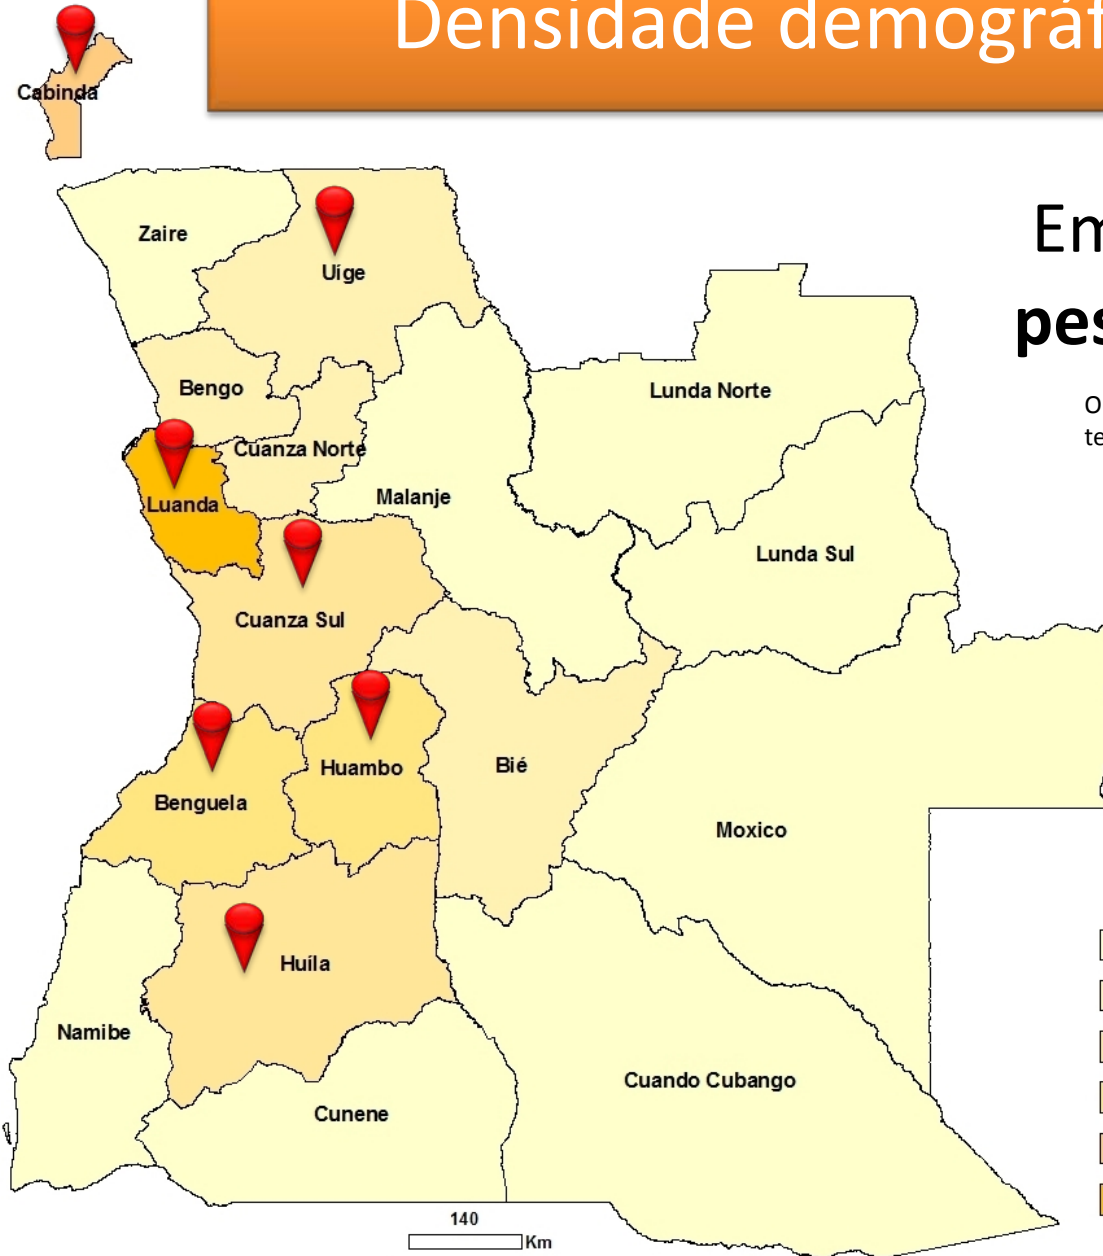 Densidade demográf
Cabinda
Zaire
Uíge
Em
pes
Bengo
Lunda Norte
O
te
Cuanza Norte
Malanje
Luanda
Lunda Sul
Cuanza Sul
Huambo
Bié
Benguela
Moxico
Huíla
Namibe
Cuando Cubango
Cunene
140
Km